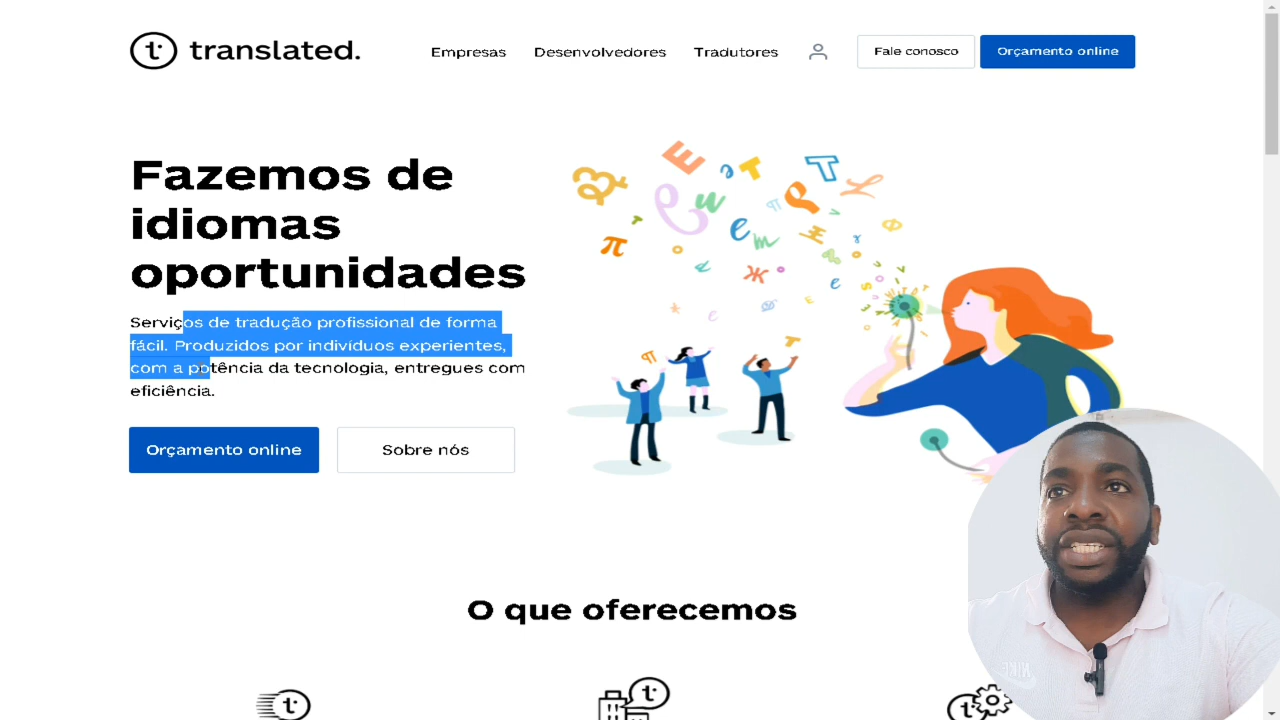 translated.
Empresas
Desenvolvedores
Tradutores
Fale conosco
Orçamento online
Fazemos de
idiomas
oportunidades
Serviços de tradução profissional de forma
fácil. Produzidos por indivíduos experientes,
com a potência da tecnologia, entregues com
eficiência.
Orçamento online
Sobre nós
O que oferecemos
NIKE